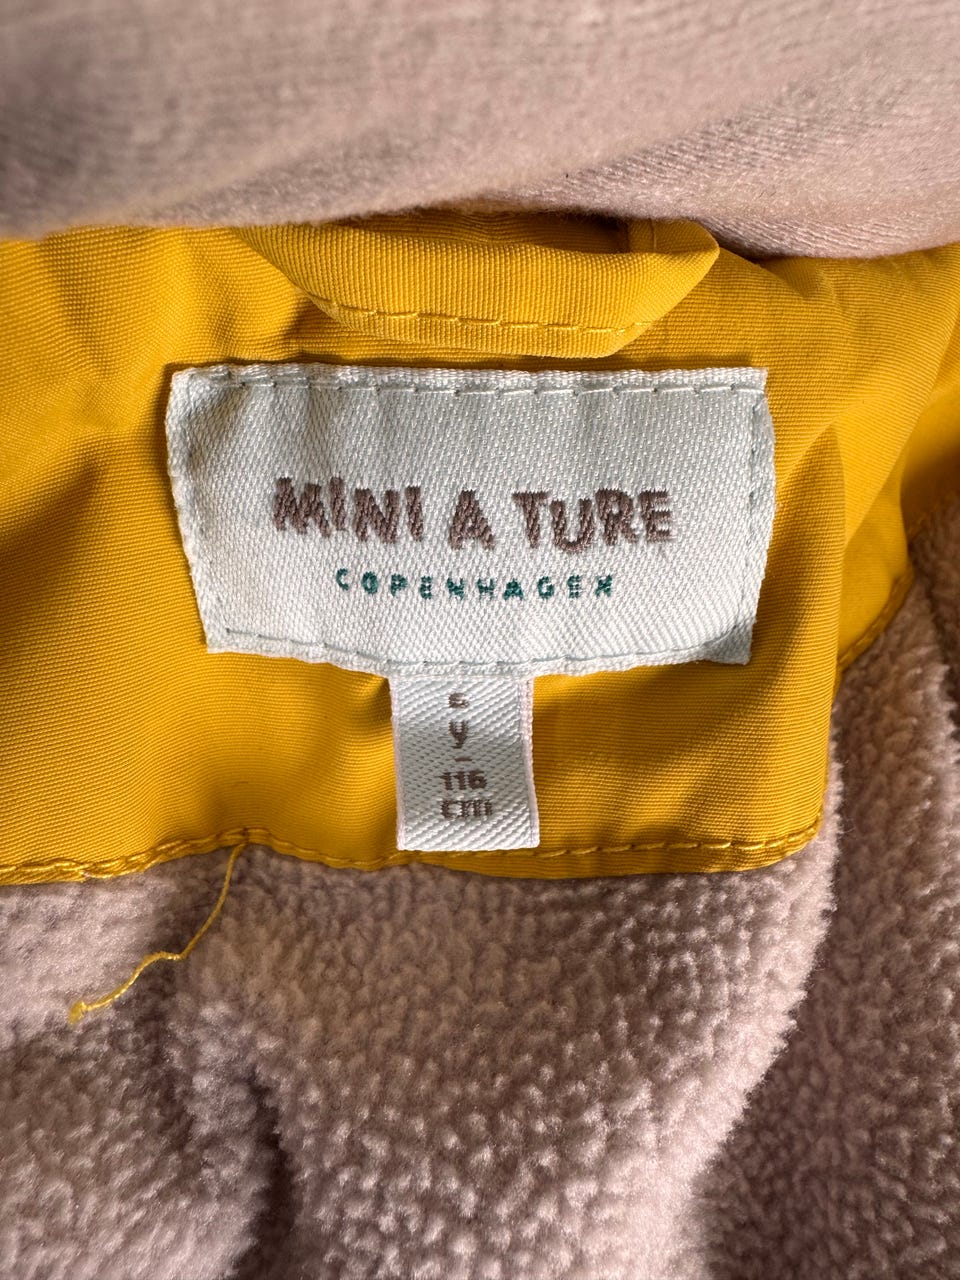 MINI A TURE
COPENHAGEN
6
y
-
116
cm